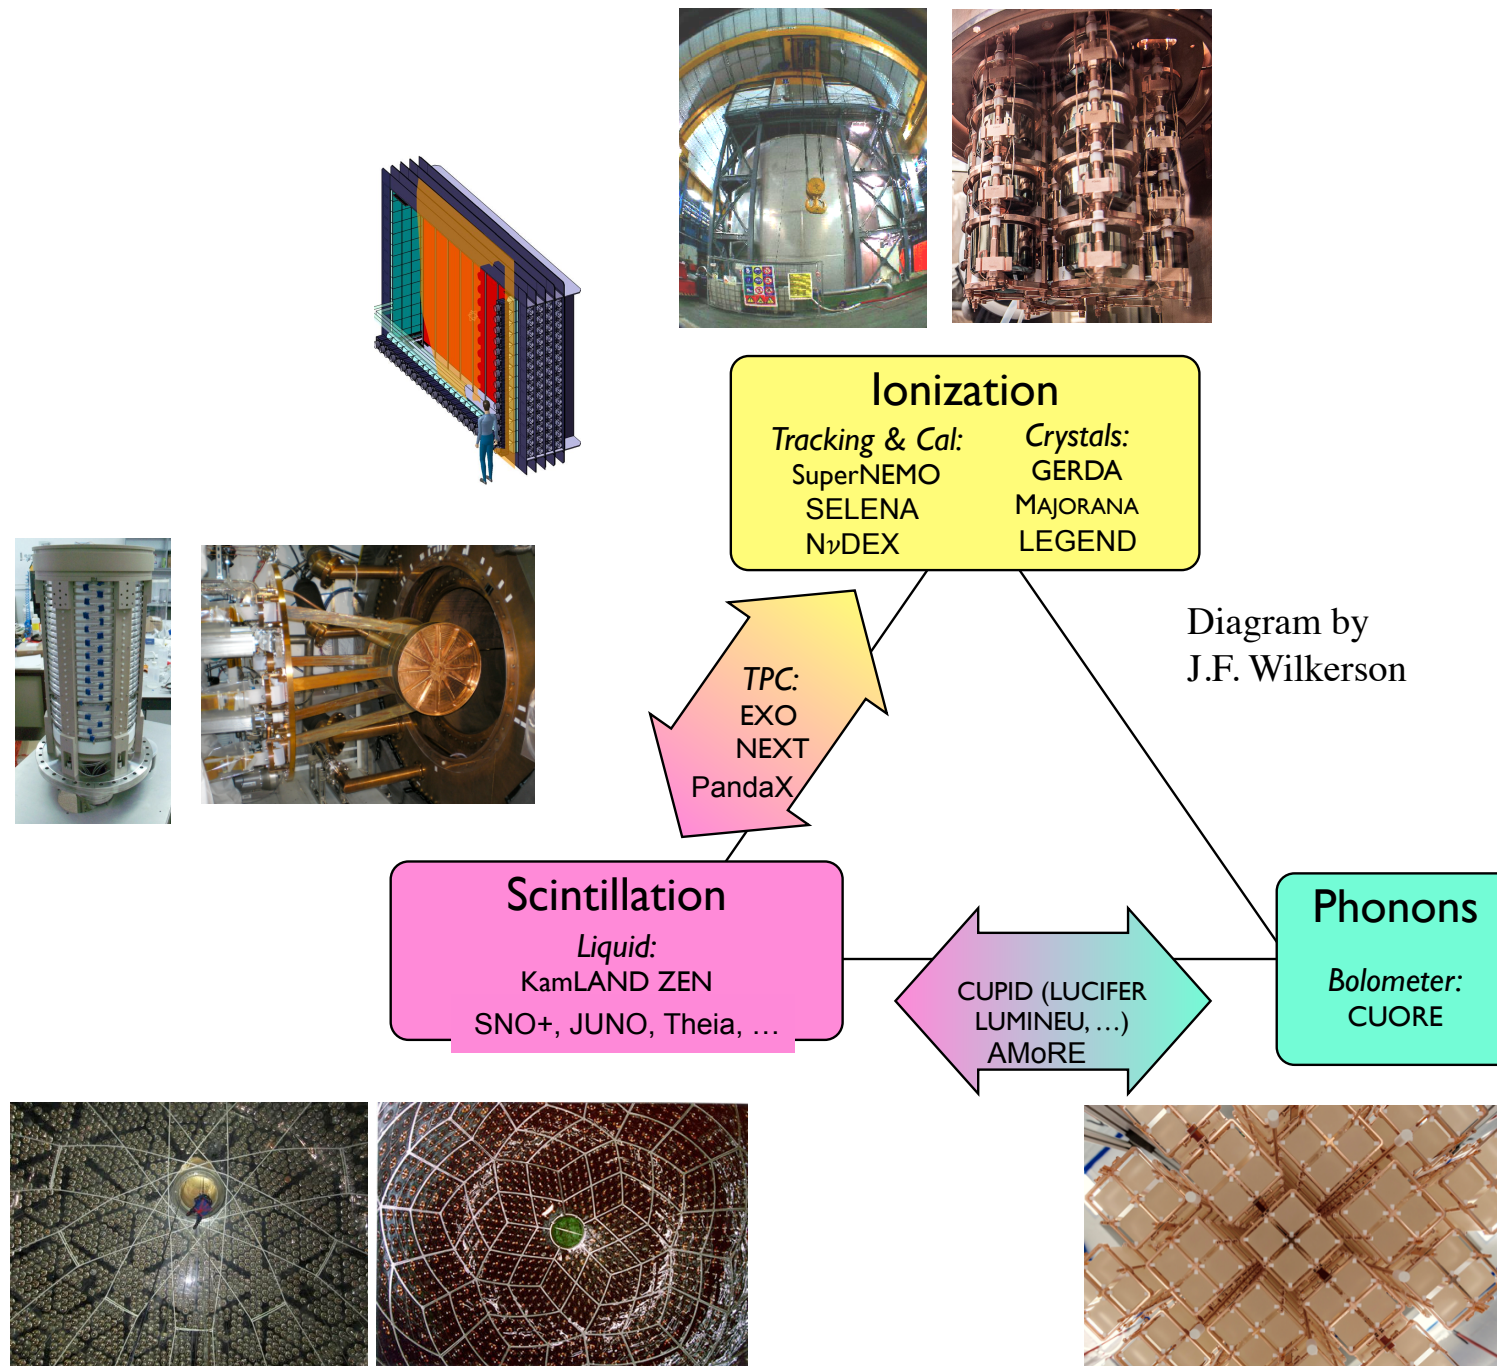 Ionization
Tracking & Cal:
SuperNEMO
SELENA
NνDEX
Crystals:
GERDA
MAJORANA
LEGEND
Diagram by
J.F. Wilkerson
TPC:
EXO
NEXT
PandaX
Scintillation
Liquid:
KamLAND ZEN
SNO+, JUNO, Theia, …
CUPID (LUCIFER
LUMINEU, …)
AMoRE
Phonons
Bolometer:
CUORE